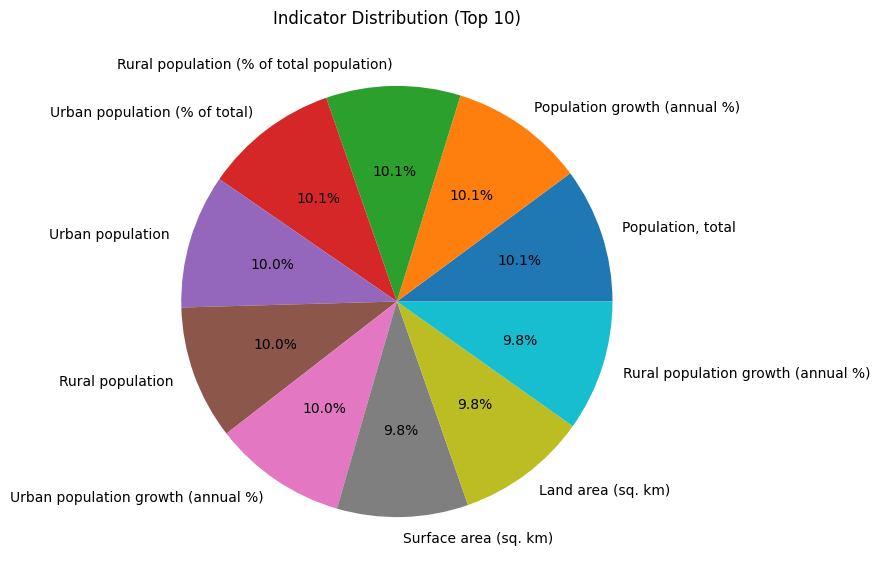 Indicator Distribution (Top 10)
Rural population (% of total population)
Population growth (annual %)
Urban population (% of total)
10.1%
10.1%
10.1%
Population, total
Urban population
10.1%
10.0%
10.0%
9.8%
Rural population
Rural population growth (annual %)
10.0%
9.8%
9.8%
Land area (sq. km)
Urban population growth (annual %)
Surface area (sq. km)